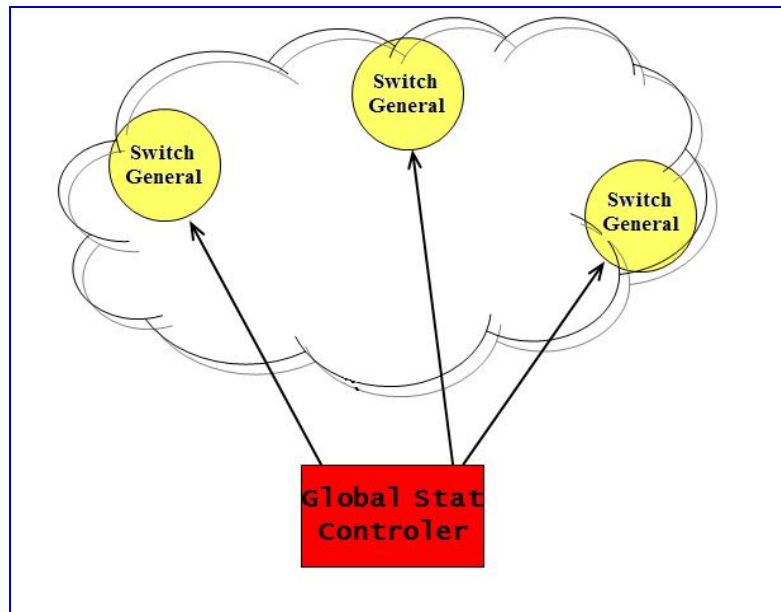 Switch
General
Switch
General
Switch
General
Global Stat
Controler